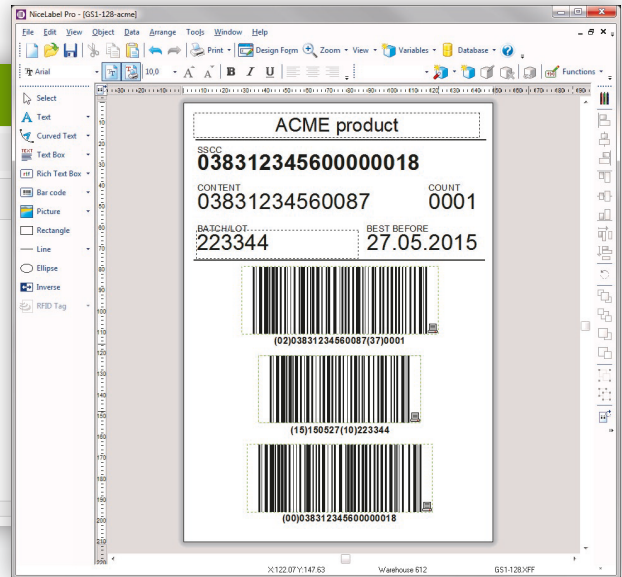 NiceLabel Pro - [GS1-128-acme]
File Edit View Object Data Arrange Tools Window Help
Print Design Form Zoom View Variables Database
Arial 10,0 Functions
Select
Text
Curved Text
Text Box
Rich Text Box
Bar code
Picture
Rectangle
Line
Ellipse
Inverse
RFID Tag
ACME product
SSCC
038312345600000018
CONTENT COUNT
03831234560087 0001
BATCH/LOT BEST BEFORE
223344 27.05.2015
(02)03831234560087(37)0001
(15)150527(10)223344
(00)038312345600000018
X:122.07 Y:147.63 Warehouse 612 GS1-128.XFF